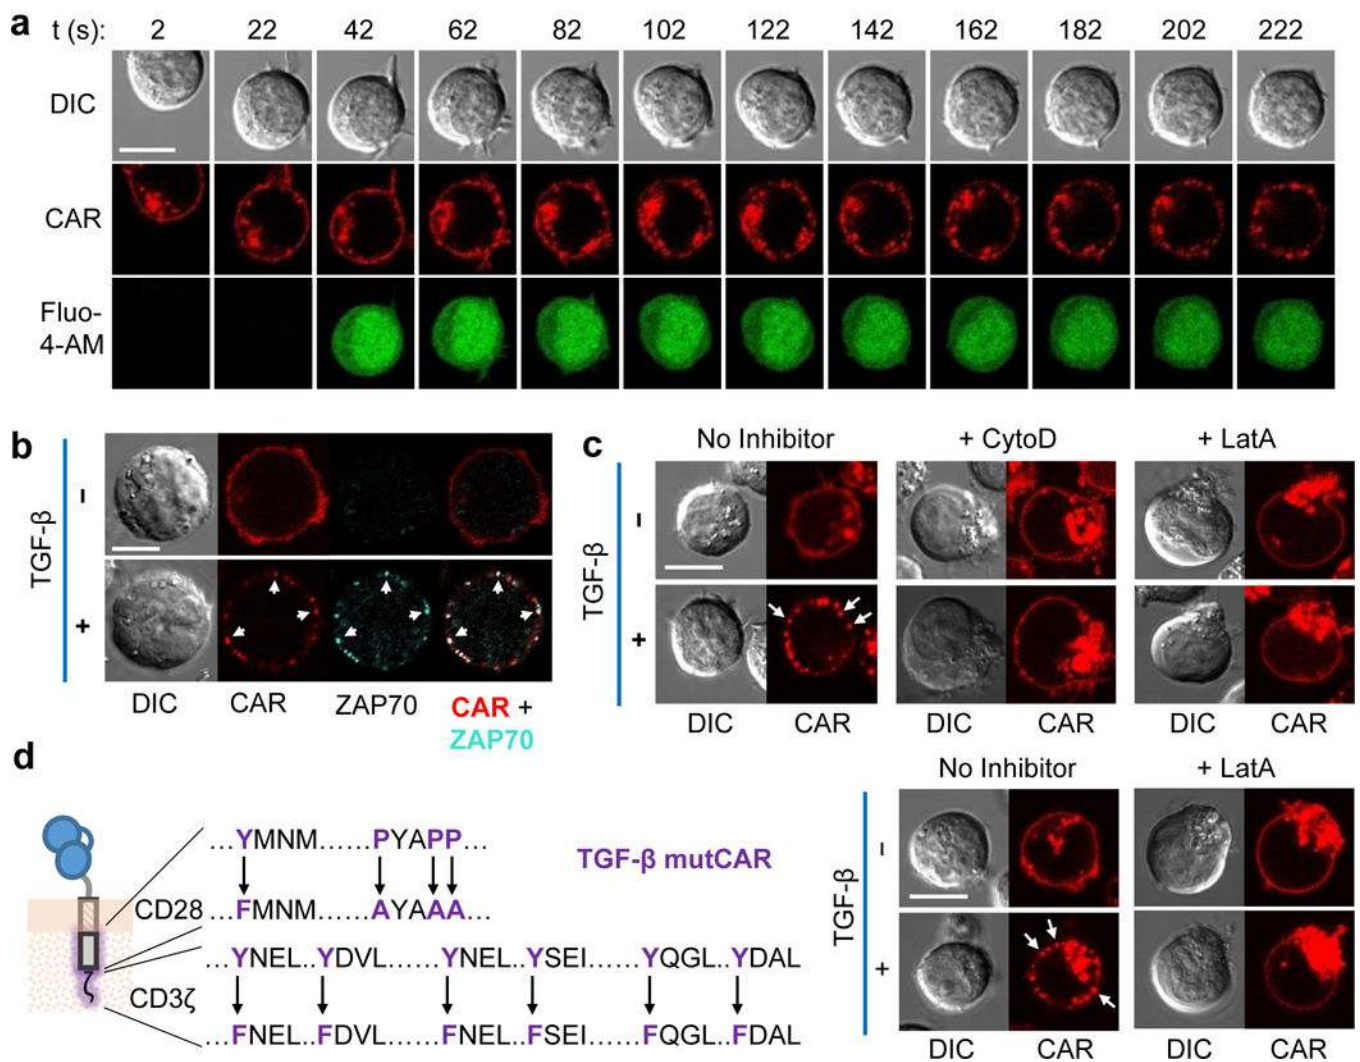 a
t (s): 2 22 42 62 82 102 122 142 162 182 202 222
DIC
CAR
Fluo-
4-AM
b
TGF-β
-
+
DIC CAR ZAP70 CAR +
ZAP70
c
No Inhibitor + CytoD + LatA
TGF-β
-
+
DIC CAR DIC CAR DIC CAR
d
...YMNM......PYAPP...
TGF-β mutCAR
CD28 ...FMNM......AYAAA...
...YNEL..YDVL......YNEL..YSEI......YQGL..YDAL
CD3ζ
...FNEL..FDVL......FNEL..FSEI......FQGL..FDAL
No Inhibitor + LatA
TGF-β
-
+
DIC CAR DIC CAR